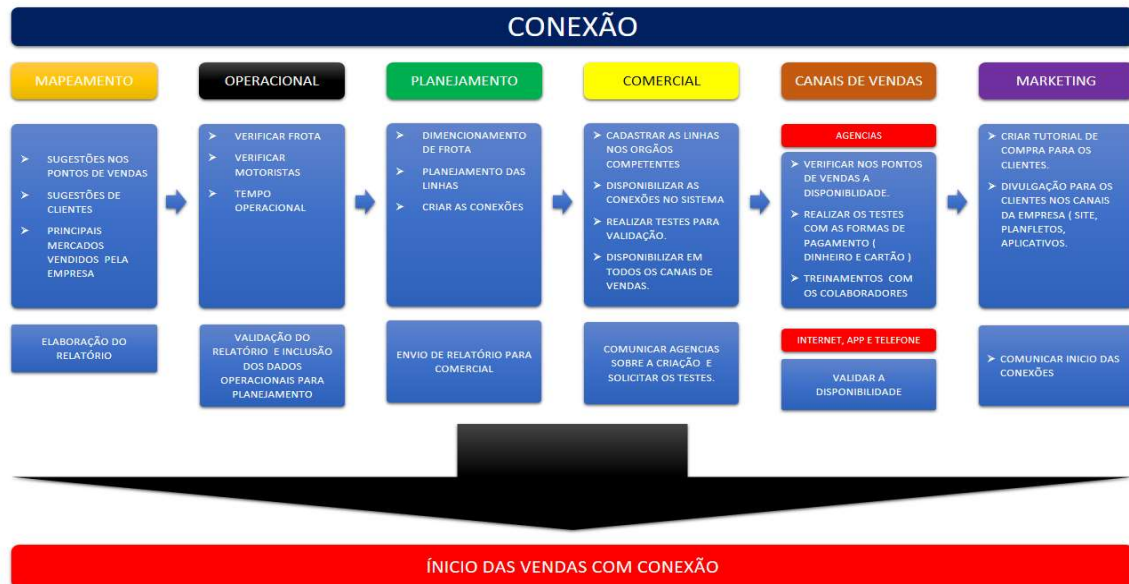 CONEXÃO
MAPEAMENTO
OPERACIONAL
PLANEJAMENTO
COMERCIAL
CANAIS DE VENDAS
MARKETING
➤ SUGESTÕES NOS
PONTOS DE VENDAS
➤ SUGESTÕES DE
CLIENTES
➤ PRINCIPAIS
MERCADOS
VENDIDOS PELA
EMPRESA
ELABORAÇÃO DO
RELATÓRIO
➤ VERIFICAR FROTA
➤ VERIFICAR
MOTORISTAS
➤ TEMPO
OPERACIONAL
VALIDAÇÃO DO
RELATÓRIO E INCLUSÃO
DOS DADOS
OPERACIONAIS PARA
PLANEJAMENTO
➤ DIMENCIONAMENTO
DE FROTA
➤ PLANEJAMENTO DAS
LINHAS
➤ CRIAR AS CONEXÕES
ENVIO DE RELATÓRIO PARA
COMERCIAL
➤ CADASTRAR AS LINHAS
NOS ORGÃOS
COMPETENTES
➤ DISPONIBILIZAR AS
CONEXÕES NO SISTEMA
➤ REALIZAR TESTES PARA
VALIDAÇÃO.
➤ DISPONIBILIZAR EM
TODOS OS CANAIS DE
VENDAS.
COMUNICAR AGENCIAS
SOBRE A CRIAÇÃO E
SOLICITAR OS TESTES.
AGENCIAS
➤ VERIFICAR NOS PONTOS
DE VENDAS A
DISPONIBLIDADE.
➤ REALIZAR OS TESTES
COM AS FORMAS DE
PAGAMENTO (
DINHEIRO E CARTÃO )
➤ TREINAMENTOS COM
OS COLABORADORES
INTERNET, APP E TELEFONE
VALIDAR A
DISPONIBILIDADE
➤ CRIAR TUTORIAL DE
COMPRA PARA OS
CLIENTES.
➤ DIVULGAÇÃO PARA OS
CLIENTES NOS CANAIS
DA EMPRESA ( SITE,
PLANFLETOS,
APLICATIVOS.
➤ COMUNICAR INICIO DAS
CONEXÕES
ÍNICIO DAS VENDAS COM CONEXÃO